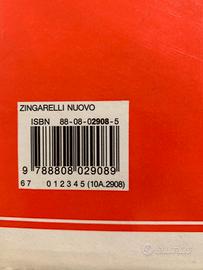 ZINGARELLI NUOVO
ISBN 88-08-02908-5
9 788808 029089
67 012345 (10A.2908)